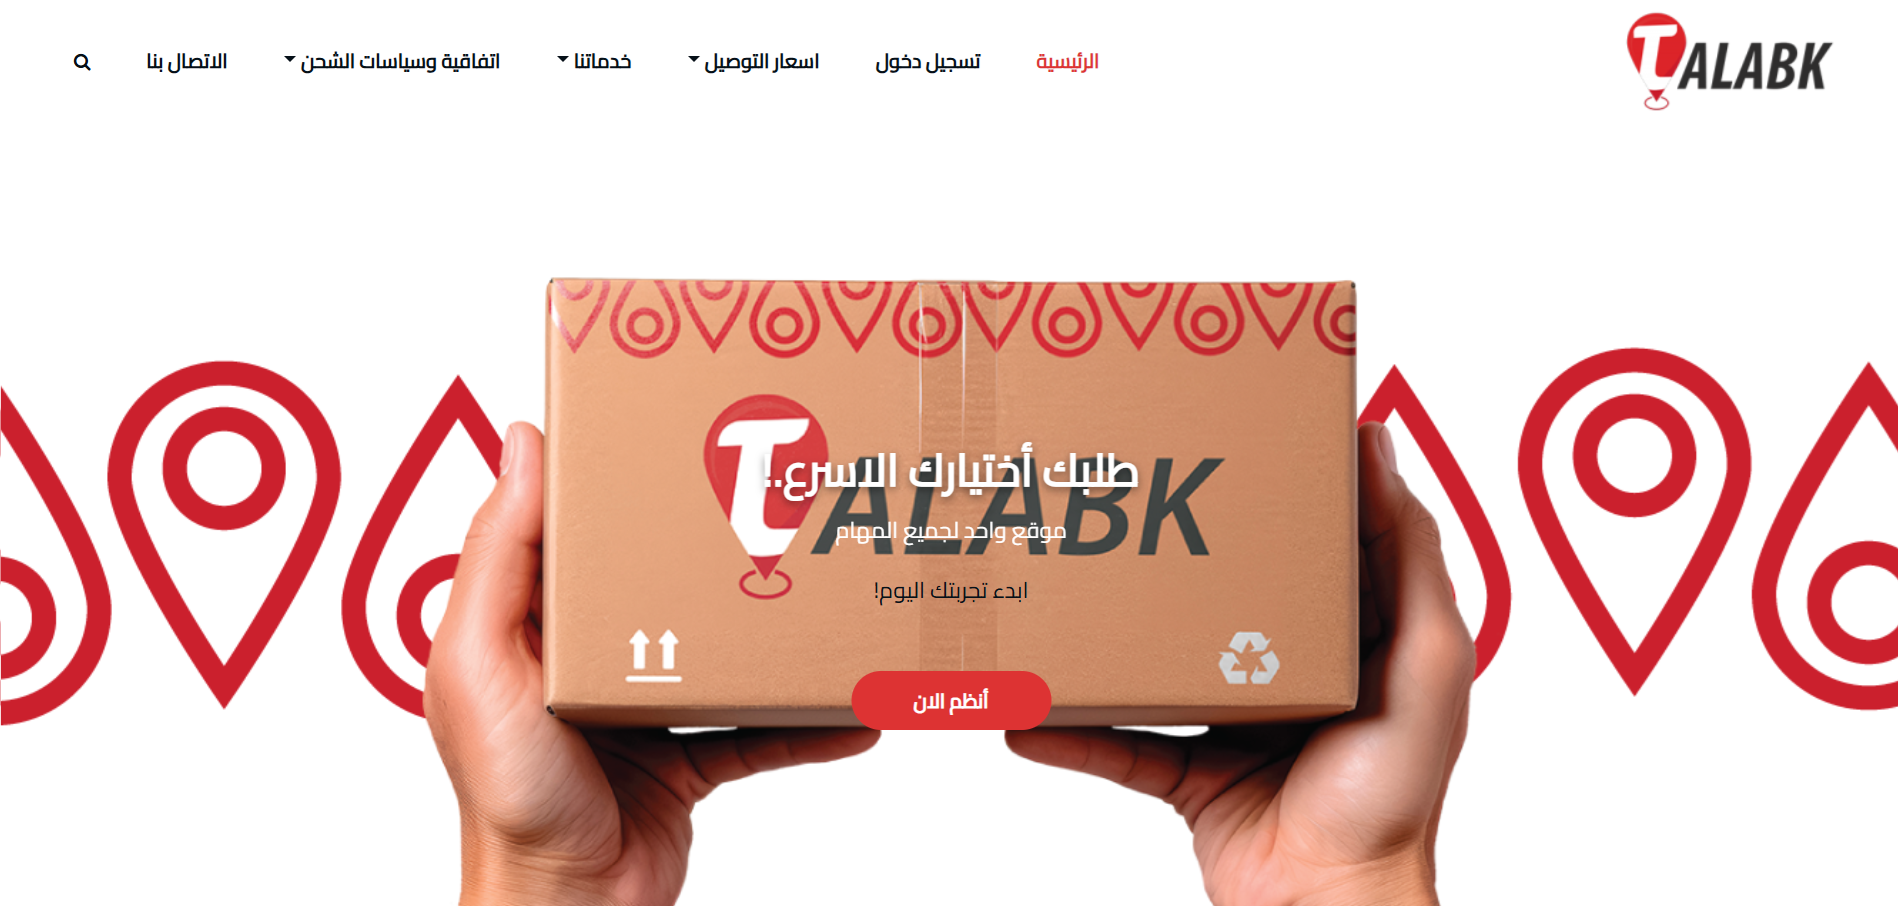 TALABK
الرئيسية
تسجيل دخول
اسعار التوصيل
خدماتنا
اتفاقية وسياسات الشحن
الاتصال بنا
TALABK
طلبك أختيارك الاسرع.!
موقع واحد لجميع المهام
ابدء تجربتك اليوم!
أنظم الان